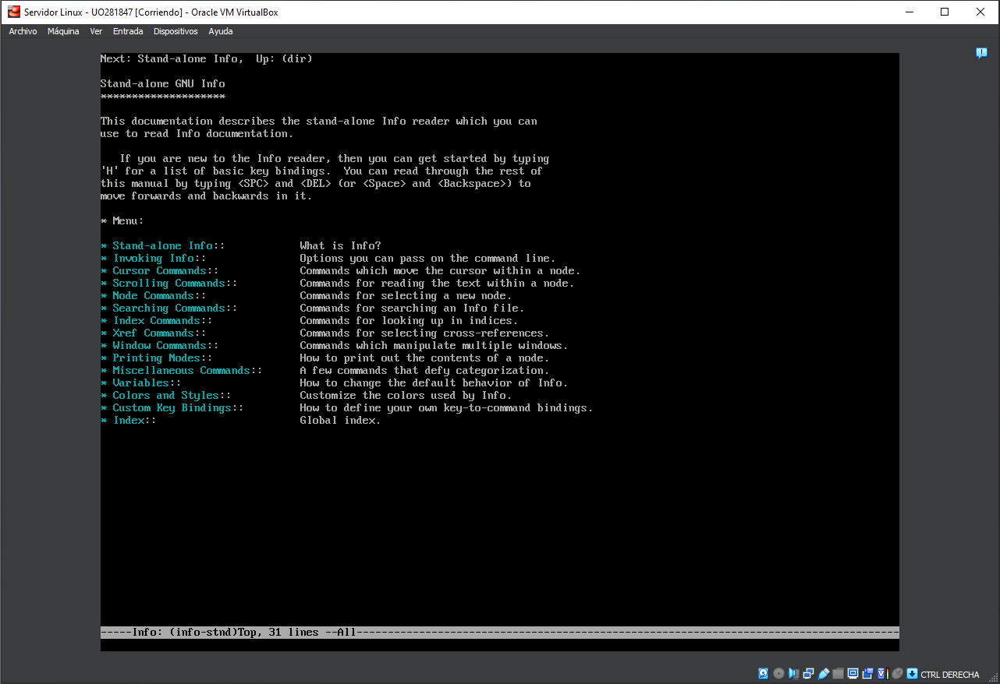 Servidor Linux - UO281847 [Corriendo] - Oracle VM VirtualBox
Archivo Máquina Ver Entrada Dispositivos Ayuda
Next: Stand-alone Info,  Up: (dir)
Stand-alone GNU Info
********************
This documentation describes the stand-alone Info reader which you can
use to read Info documentation.
If you are new to the Info reader, then you can get started by typing
'H' for a list of basic key bindings.  You can read through the rest of
this manual by typing <SPC> and <DEL> (or <Space> and <Backspace>) to
move forwards and backwards in it.
* Menu:
* Stand-alone Info::            What is Info?
* Invoking Info::               Options you can pass on the command line.
* Cursor Commands::             Commands which move the cursor within a node.
* Scrolling Commands::          Commands for reading the text within a node.
* Node Commands::               Commands for selecting a new node.
* Searching Commands::          Commands for searching an Info file.
* Index Commands::              Commands for looking up in indices.
* Xref Commands::               Commands for selecting cross-references.
* Window Commands::             Commands which manipulate multiple windows.
* Printing Nodes::              How to print out the contents of a node.
* Miscellaneous Commands::      A few commands that defy categorization.
* Variables::                   How to change the default behavior of Info.
* Colors and Styles::           Customize the colors used by Info.
* Custom Key Bindings::         How to define your own key-to-command bindings.
* Index::                       Global index.
-----Info: (info-stnd)Top, 31 lines --All---------------------------------------------------------------------------------------
CTRL DERECHA